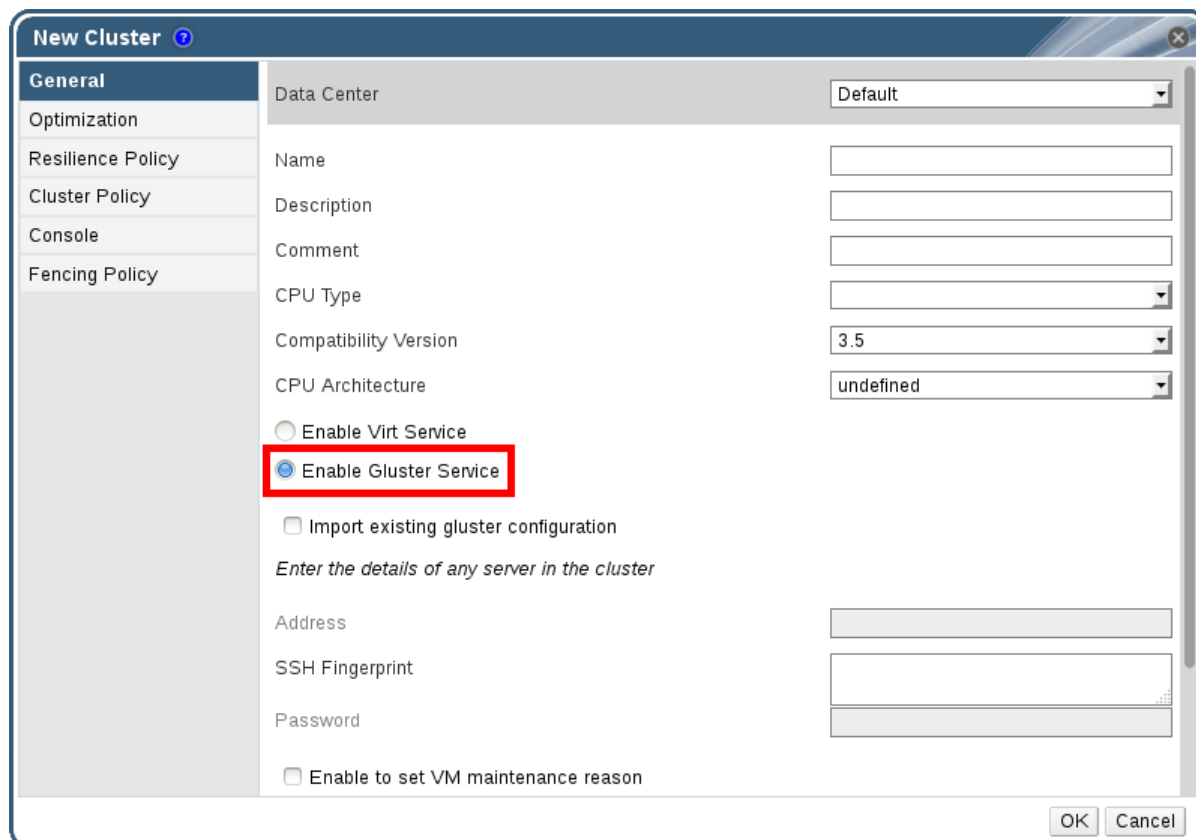 New Cluster ?
General
Optimization
Resilience Policy
Cluster Policy
Console
Fencing Policy
Data Center Default
Name
Description
Comment
CPU Type
Compatibility Version 3.5
CPU Architecture undefined
Enable Virt Service
Enable Gluster Service
Import existing gluster configuration
Enter the details of any server in the cluster
Address
SSH Fingerprint
Password
Enable to set VM maintenance reason
OK Cancel